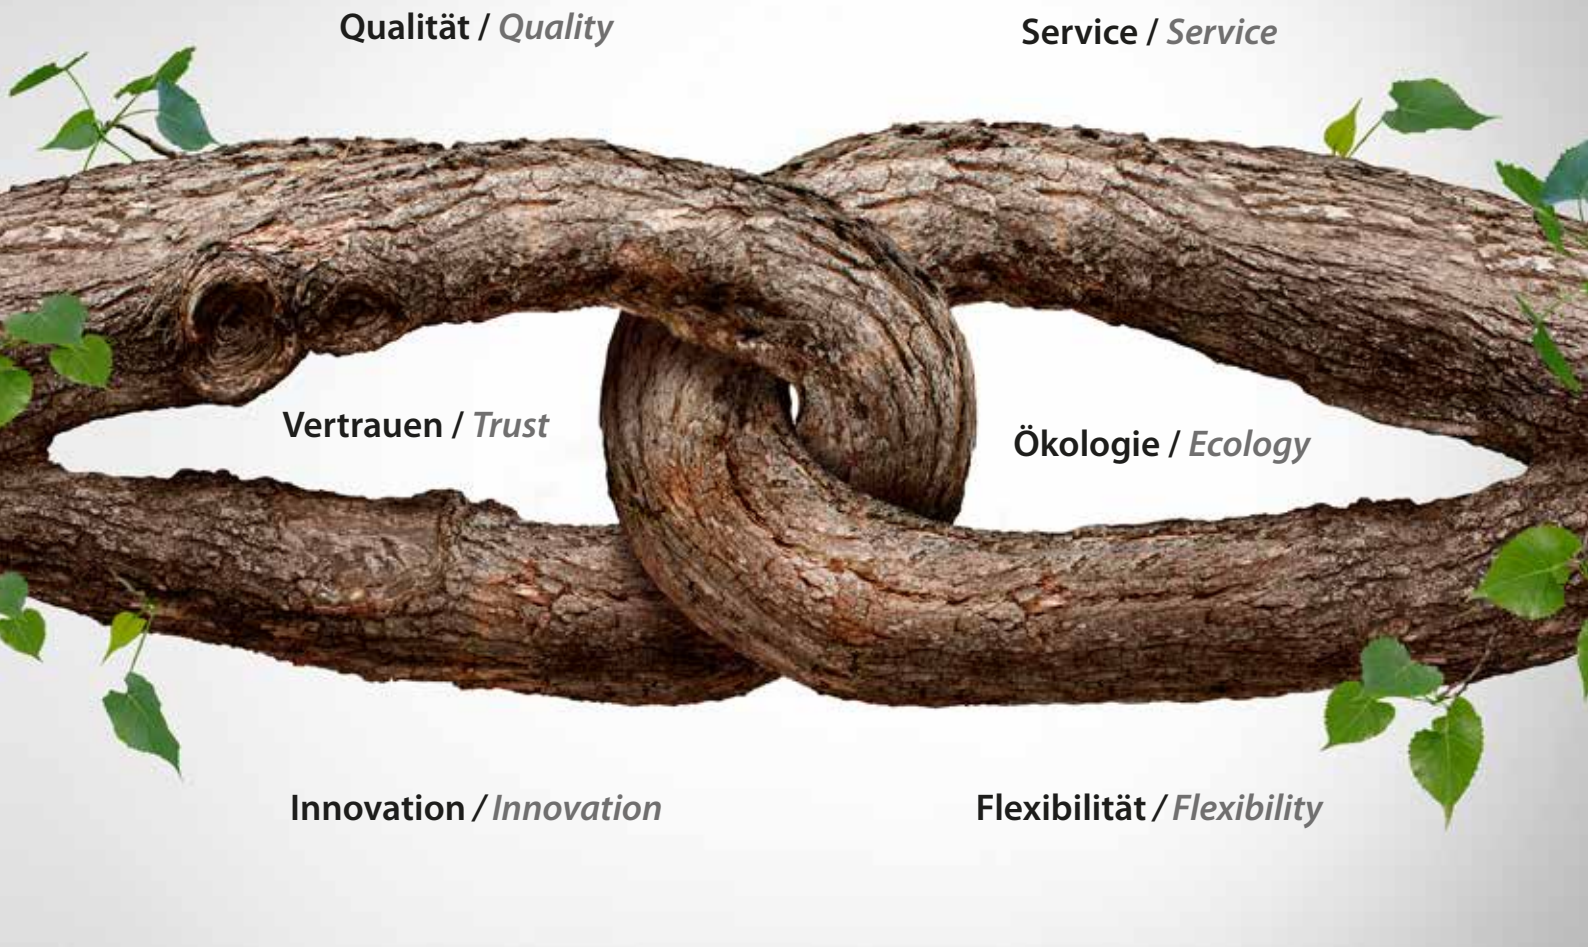 Qualität / Quality
Service / Service
Vertrauen / Trust
Ökologie / Ecology
Innovation / Innovation
Flexibilität / Flexibility